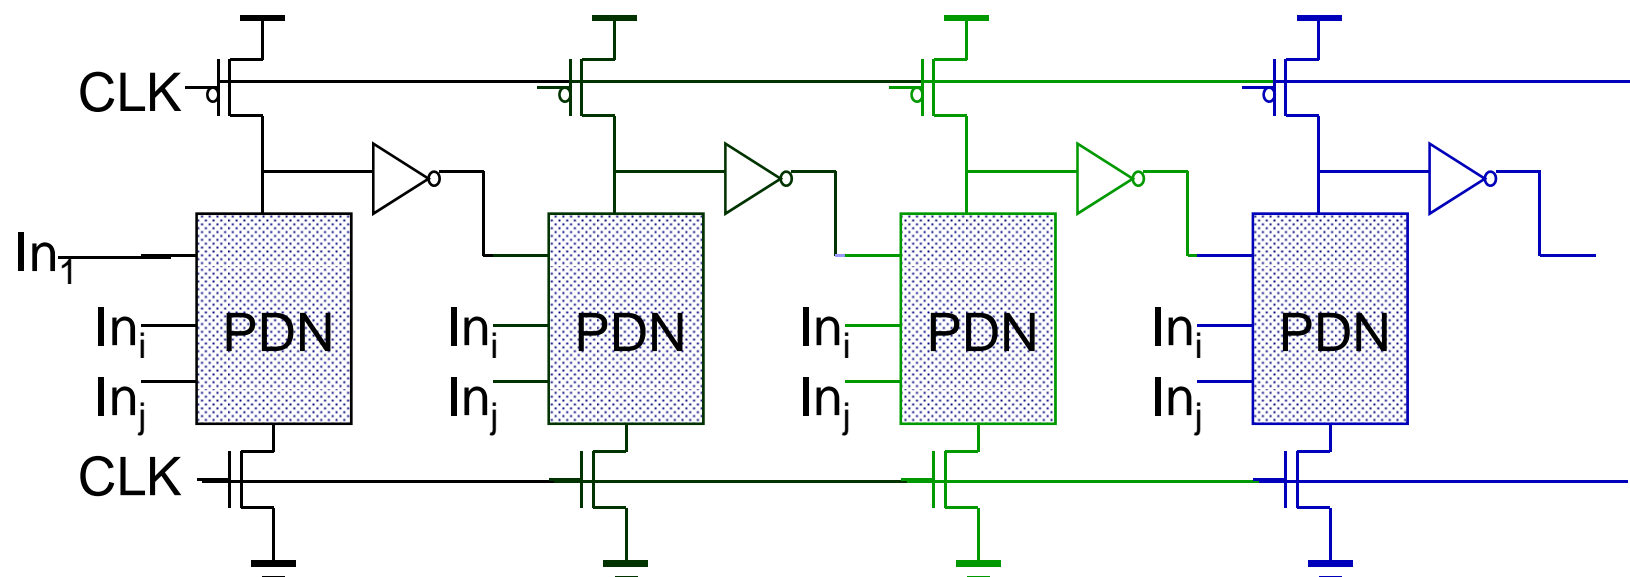 CLK
In1
Ini PDN Ini PDN Ini PDN Ini PDN
Inj Inj Inj Inj
CLK